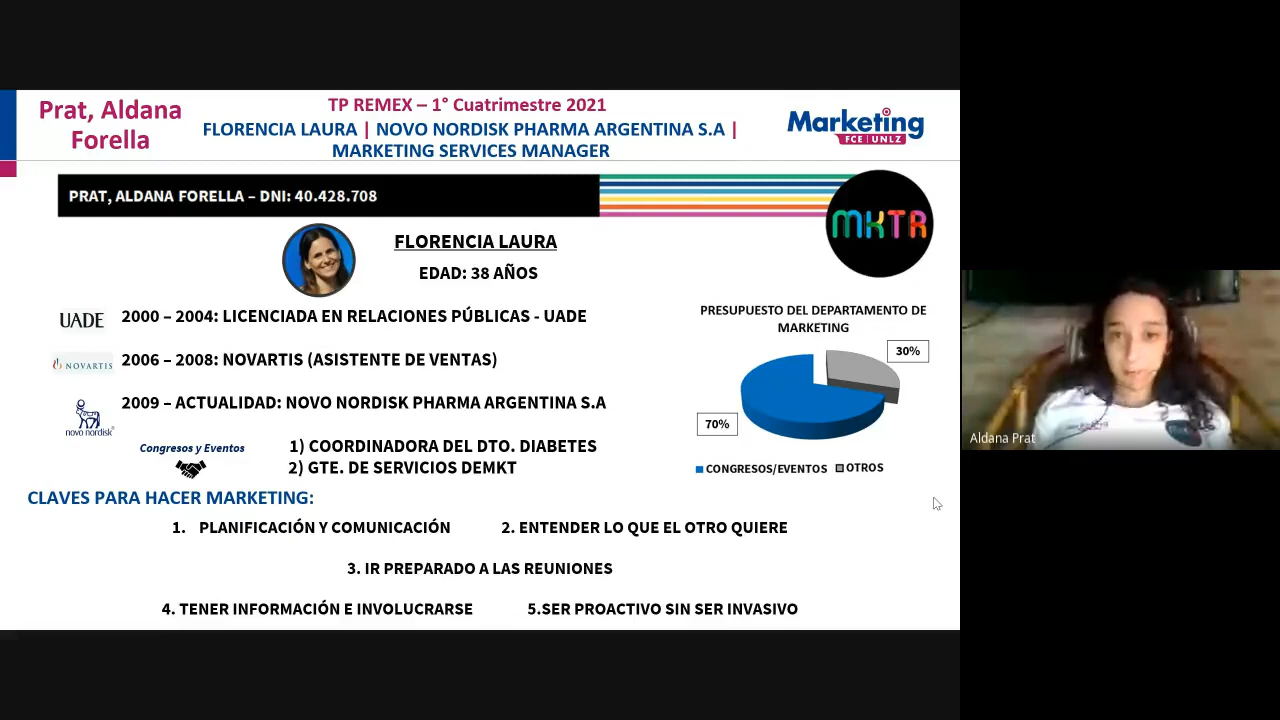 Prat, Aldana
Forella
TP REMEX – 1° Cuatrimestre 2021
FLORENCIA LAURA | NOVO NORDISK PHARMA ARGENTINA S.A |
MARKETING SERVICES MANAGER
Marketing
FCE | UNLZ
PRAT, ALDANA FORELLA – DNI: 40.428.708
MKTR
FLORENCIA LAURA
EDAD: 38 AÑOS
UADE
2000 – 2004: LICENCIADA EN RELACIONES PÚBLICAS - UADE
NOVARTIS
2006 – 2008: NOVARTIS (ASISTENTE DE VENTAS)
novo nordisk
2009 – ACTUALIDAD: NOVO NORDISK PHARMA ARGENTINA S.A
Congresos y Eventos
1) COORDINADORA DEL DTO. DIABETES
2) GTE. DE SERVICIOS DEMKT
PRESUPUESTO DEL DEPARTAMENTO DE
MARKETING
30%
70%
CONGRESOS/EVENTOS
OTROS
CLAVES PARA HACER MARKETING:
1. PLANIFICACIÓN Y COMUNICACIÓN
2. ENTENDER LO QUE EL OTRO QUIERE
3. IR PREPARADO A LAS REUNIONES
4. TENER INFORMACIÓN E INVOLUCRARSE
5.SER PROACTIVO SIN SER INVASIVO
Aldana Prat